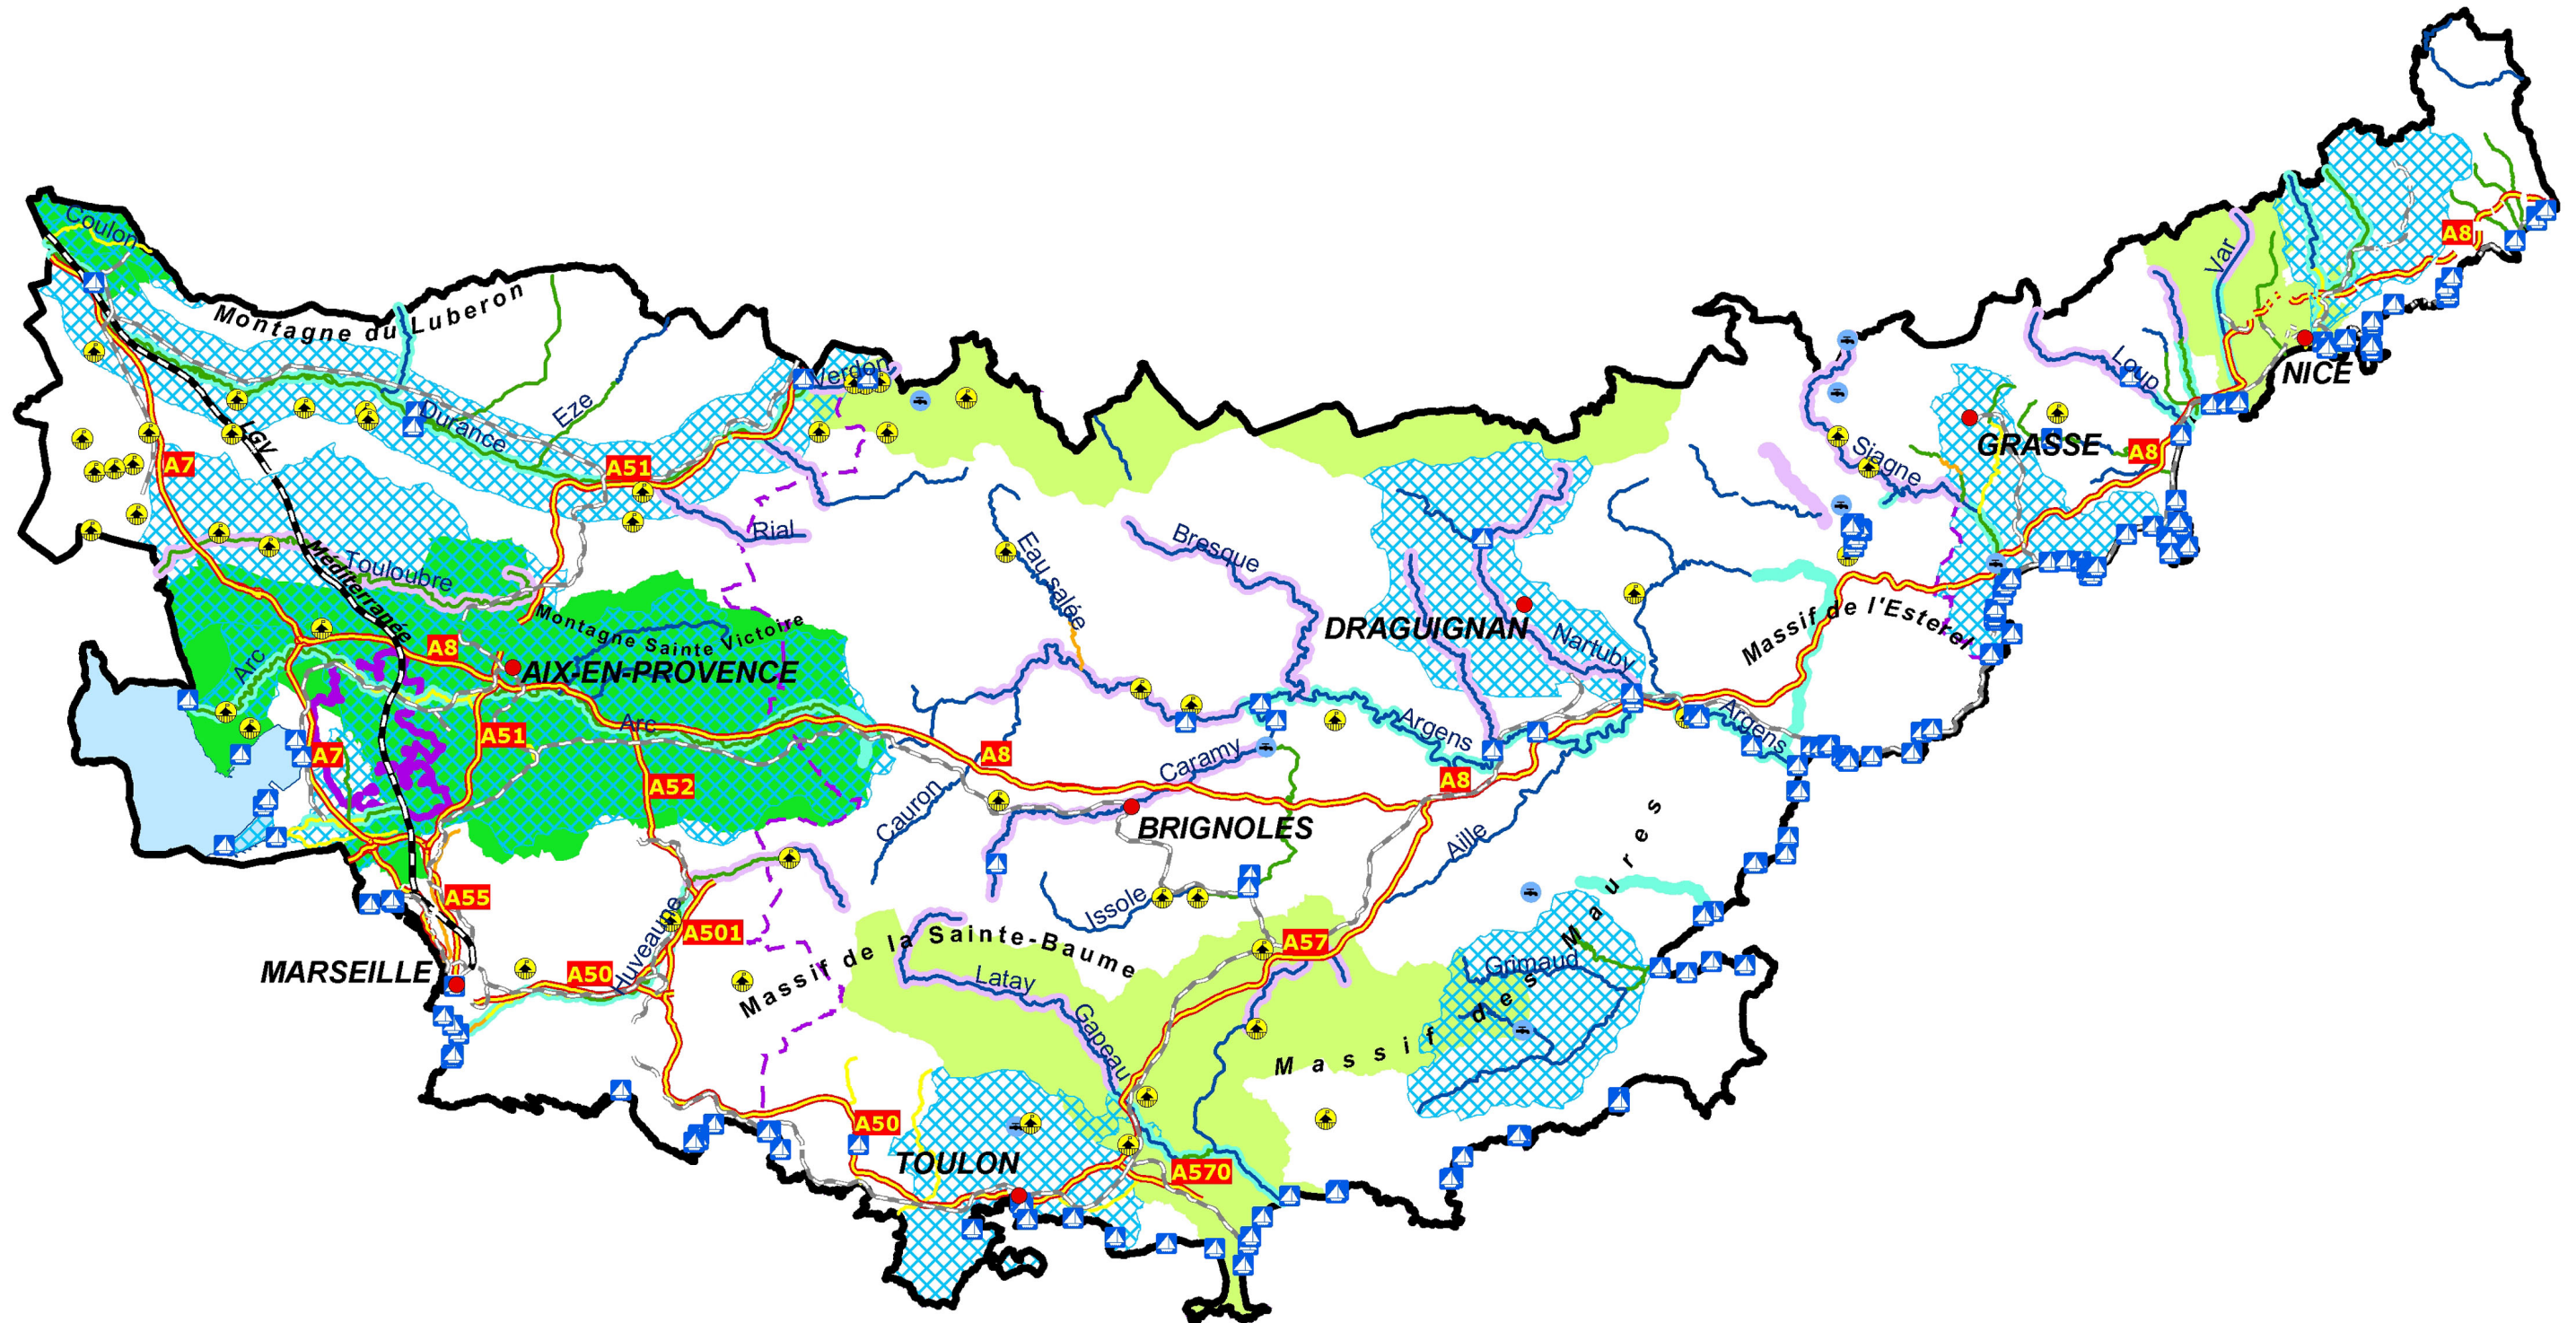 Coulon
Montagne du Luberon
Var
A8
NICE
Loup
Verdon
Durance
Eze
LGV
Méditerranée
A7
A51
GRASSE
A8
Siagne
Rial
Eau salée
Bresque
Touloubre
Montagne Sainte Victoire
DRAGUIGNAN
Nartuby
Massif de l'Esterel
Arc
A8
AIX-EN-PROVENCE
Arc
A51
A7
A52
A8
Caramy
Argens
Argens
A8
Cauron
BRIGNOLES
Aille
Issole
A55
Huveaune
A501
A57
MARSEILLE
A50
Massif de la Sainte-Baume
Latay
Gapeau
Grimaud
Massif des Maures
A50
TOULON
A570